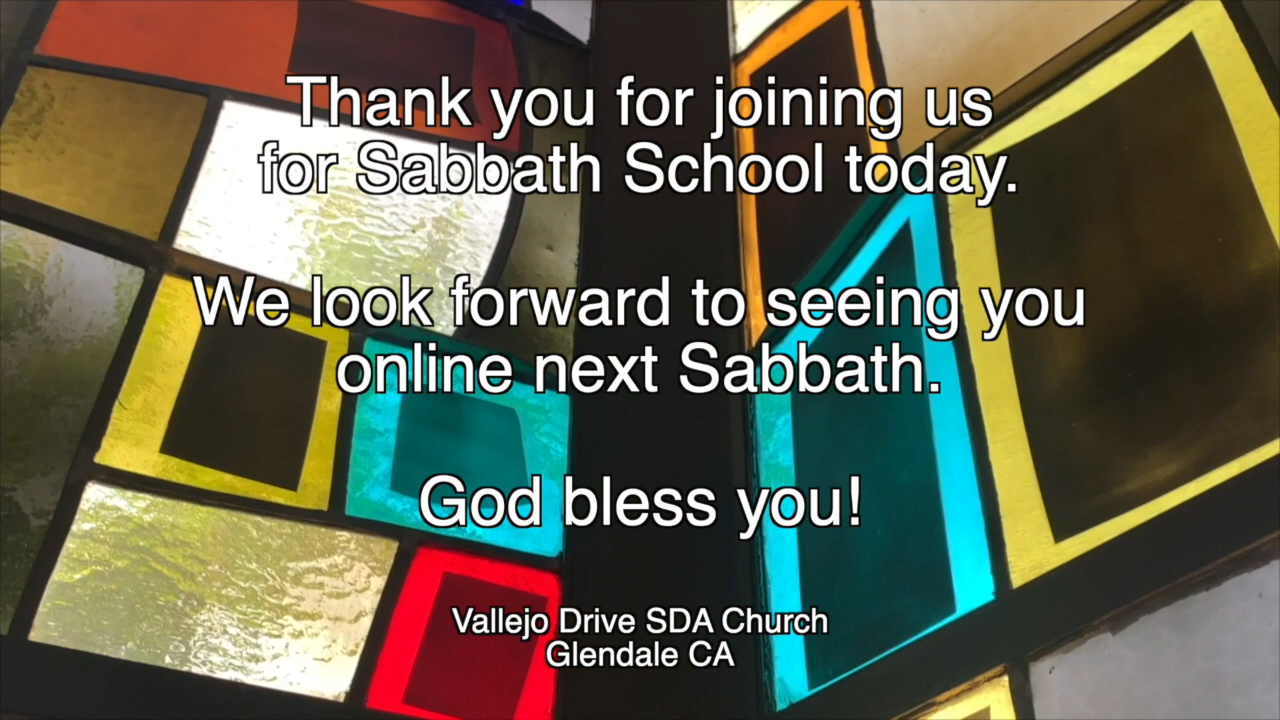 Thank you for joining us
for Sabbath School today.
We look forward to seeing you
online next Sabbath.
God bless you!
Vallejo Drive SDA Church
Glendale CA